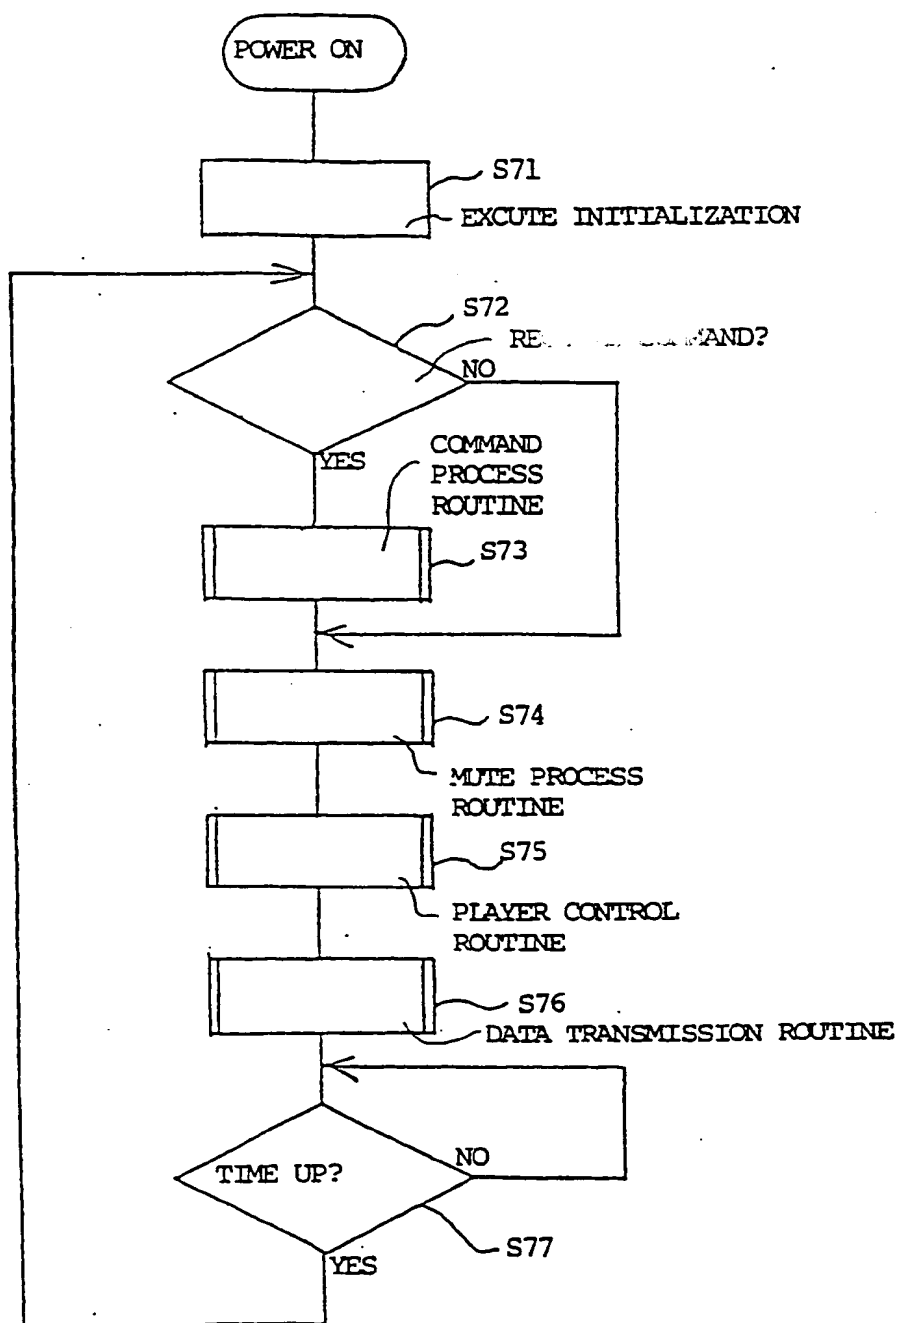 POWER ON
S71
EXCUTE INITIALIZATION
S72
NO
YES
COMMAND
PROCESS
ROUTINE
S73
S74
MUTE PROCESS
ROUTINE
S75
PLAYER CONTROL
ROUTINE
S76
DATA TRANSMISSION ROUTINE
TIME UP?
NO
S77
YES